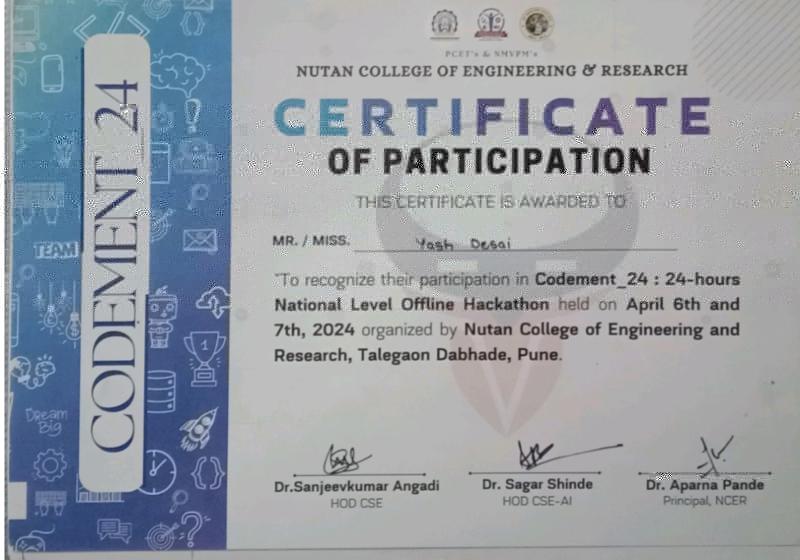 PCET's & NMVPM's
NUTAN COLLEGE OF ENGINEERING & RESEARCH
CERTIFICATE
OF PARTICIPATION
THIS CERTIFICATE IS AWARDED TO
MR. / MISS. Yash Desai
"To recognize their participation in Codement_24 : 24-hours
National Level Offline Hackathon held on April 6th and
7th, 2024 organized by Nutan College of Engineering and
Research, Talegaon Dabhade, Pune.
Dr.Sanjeevkumar Angadi
HOD CSE
Dr. Sagar Shinde
HOD CSE-AI
Dr. Aparna Pande
Principal, NCER
CODEMENT 24
TEAM
1
Dream
Big